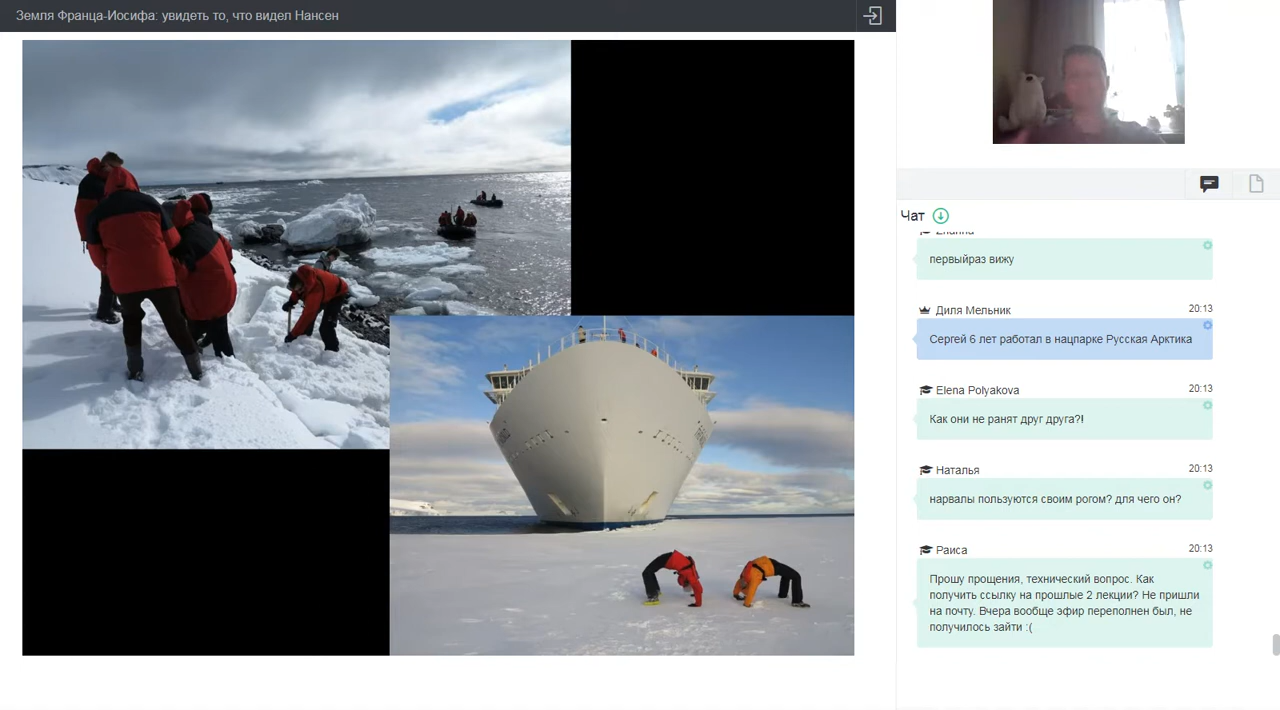 Земля Франца-Иосифа: увидеть то, что видел Нансен
Чат
первыйраз вижу
Диля Мельник 20:13
Сергей 6 лет работал в нацпарке Русская Арктика
Elena Polyakova 20:13
Как они не ранят друг друга?!
Наталья 20:13
нарвалы пользуются своим рогом? для чего он?
Раиса 20:13
Прошу прощения, технический вопрос. Как
получить ссылку на прошлые 2 лекции? Не пришли
на почту. Вчера вообще эфир переполнен был, не
получилось зайти :(